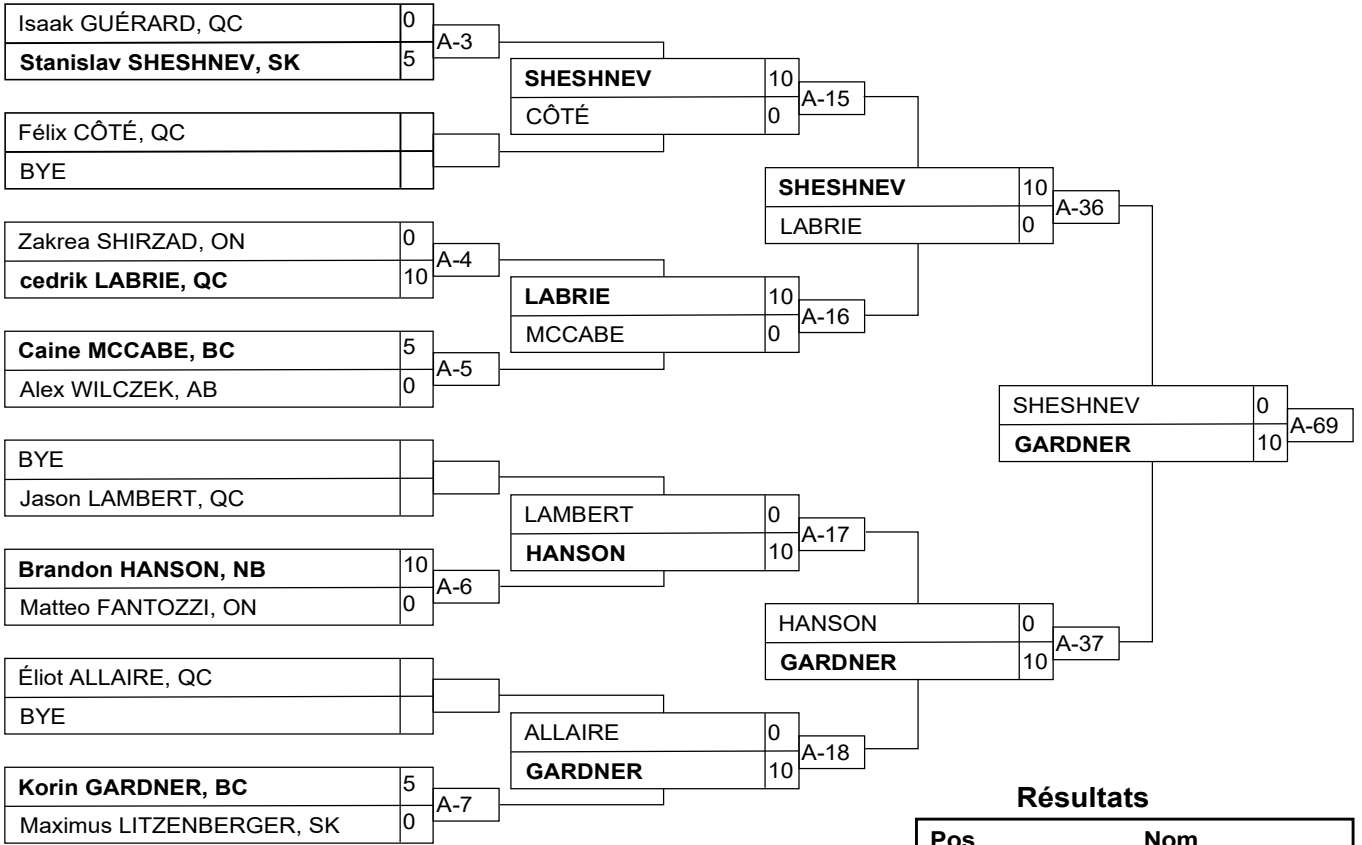 Isaak GUÉRARD, QC 0
A-3
Stanislav SHESHNEV, SK 5
SHESHNEV 10
A-15
CÔTÉ 0
Félix CÔTÉ, QC
BYE
SHESHNEV 10
A-36
LABRIE 0
Zakrea SHIRZAD, ON 0
A-4
cedrik LABRIE, QC 10
LABRIE 10
A-16
MCCABE 0
Caine MCCABE, BC 5
A-5
Alex WILCZEK, AB 0
SHESHNEV 0
A-69
GARDNER 10
BYE
Jason LAMBERT, QC
LAMBERT 0
A-17
HANSON 10
Brandon HANSON, NB 10
A-6
Matteo FANTOZZI, ON 0
HANSON 0
A-37
GARDNER 10
Éliot ALLAIRE, QC
BYE
ALLAIRE 0
A-18
GARDNER 10
Korin GARDNER, BC 5
A-7
Maximus LITZENBERGER, SK 0
Résultats
Pos Nom